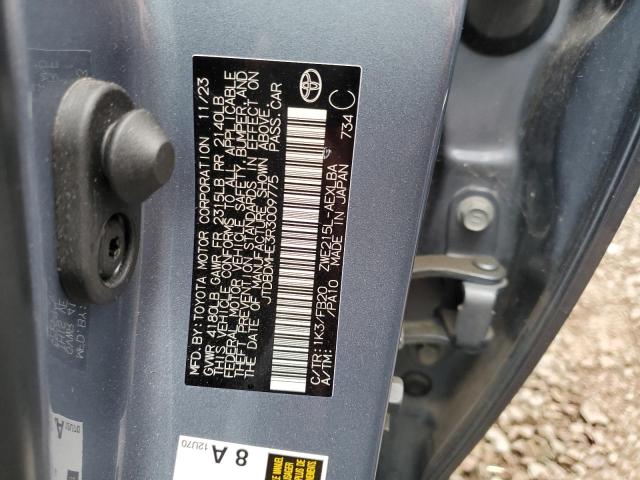 MFD.BY: TOYOTA MOTOR CORPORATION 11/23
GVWR 4180LB GAWR FR 2315LB RR 2140LB
THIS VEHICLE CONFORMS TO ALL APPLICABLE
FEDERAL MOTOR VEHICLE SAFETY, BUMPER, AND
THEFT PREVENTION STANDARDS IN EFFECT ON
THE DATE OF MANUFACTURE SHOWN ABOVE.
JTDBDMHE3R3009775 PASS.CAR
C/TR: 1K3/FB20 ZWE215L-AEXLBA 734 C
A/TM: /PA10 MADE IN JAPAN
8 A
12U70
A